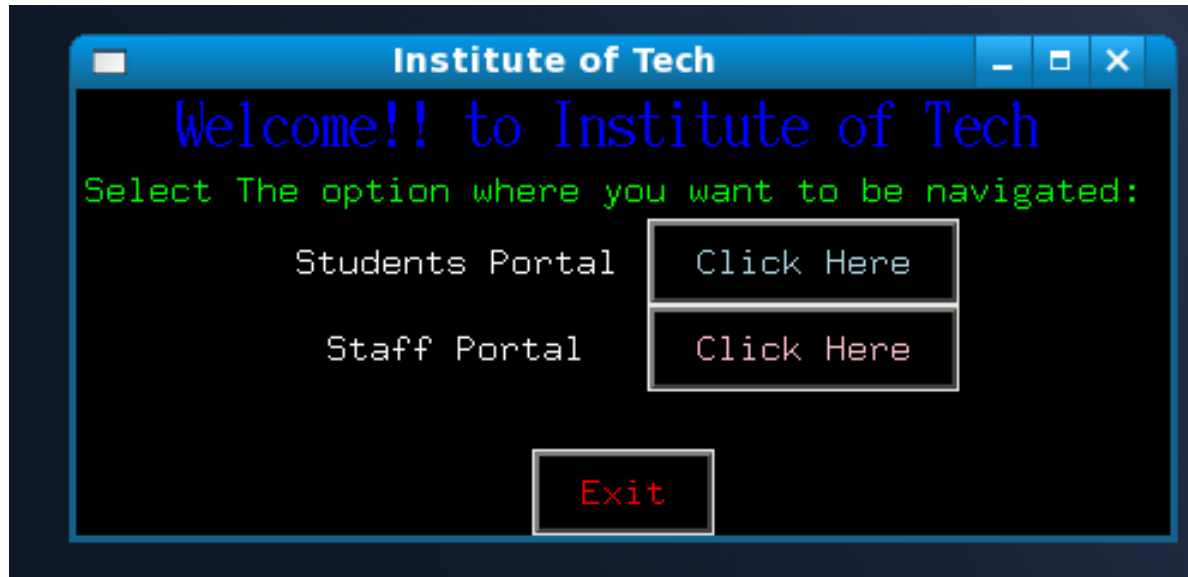 Institute of Tech
Welcome!! to Institute of Tech
Select The option where you want to be navigated:
Students Portal Click Here
Staff Portal Click Here
Exit